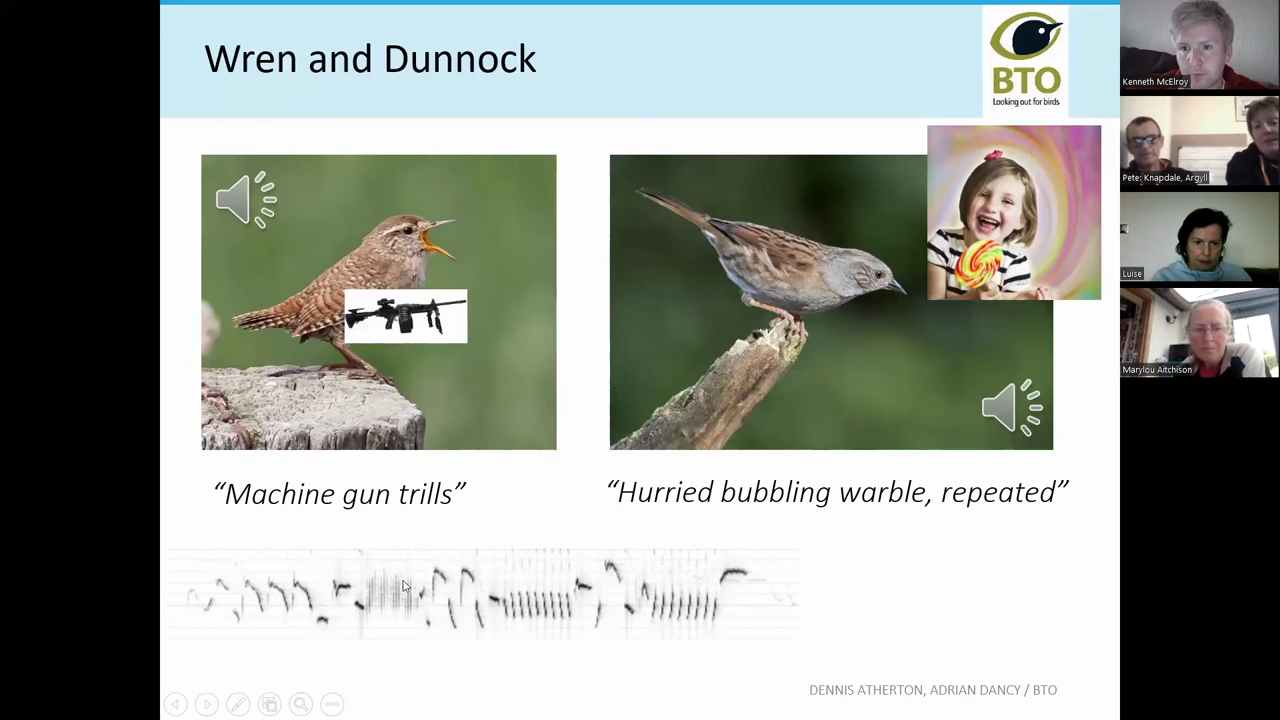 Wren and Dunnock
BTO
Looking out for birds
“Machine gun trills”
“Hurried bubbling warble, repeated”
DENNIS ATHERTON, ADRIAN DANCY / BTO
Kenneth McElroy
Pete: Knapdale, Argyll
Luise
Marylou Aitchison